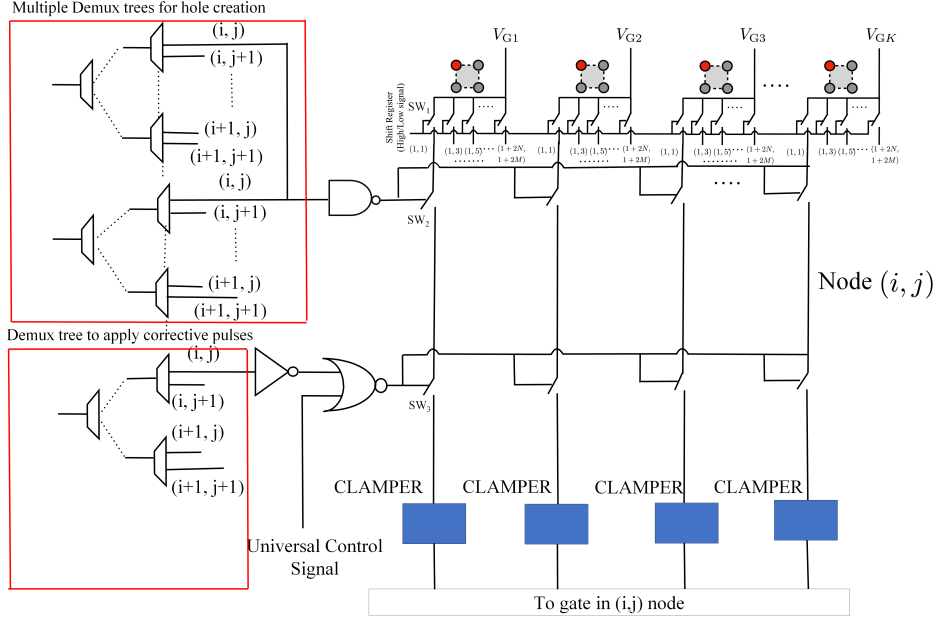 Multiple Demux trees for hole creation
(i, j)
(i, j+1)
(i+1, j)
(i+1, j+1)
(i, j)
(i, j+1)
(i+1, j)
(i+1, j+1)
Demux tree to apply corrective pulses
(i, j)
(i, j+1)
(i+1, j)
(i+1, j+1)
Universal Control
Signal
V_G1
V_G2
V_G3
V_GK
Shift Register
(High/Low signal)
SW_1
(1, 1)
(1, 3)
(1, 5)
(1 + 2N,
1 + 2M)
(1, 1)
(1, 3)
(1, 5)
(1 + 2N,
1 + 2M)
(1, 1)
(1, 3)
(1, 5)
(1 + 2N,
1 + 2M)
(1, 1)
(1, 3)
(1, 5)
(1 + 2N,
1 + 2M)
SW_2
Node (i, j)
SW_3
CLAMPER
CLAMPER
CLAMPER
CLAMPER
To gate in (i,j) node